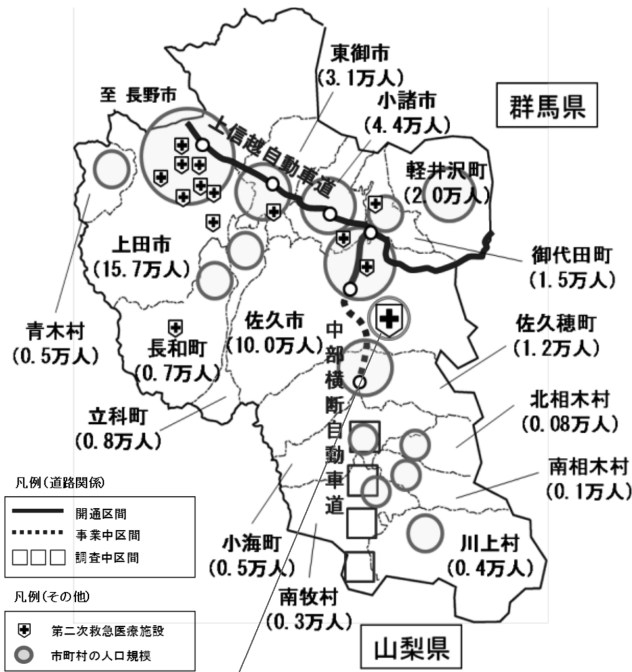 東御市
(3.1万人)
至 長野市
小諸市
(4.4万人)
群馬県
上信越自動車道
軽井沢町
(2.0万人)
上田市
(15.7万人)
御代田町
(1.5万人)
青木村
(0.5万人)
長和町
(0.7万人)
佐久市
(10.0万人)
中部横断自動車道
佐久穂町
(1.2万人)
立科町
(0.8万人)
北相木村
(0.08万人)
南相木村
(0.1万人)
凡例(道路関係)
開通区間
事業中区間
調査中区間
小海町
(0.5万人)
川上村
(0.4万人)
南牧村
(0.3万人)
凡例(その他)
第二次救急医療施設
市町村の人口規模
山梨県